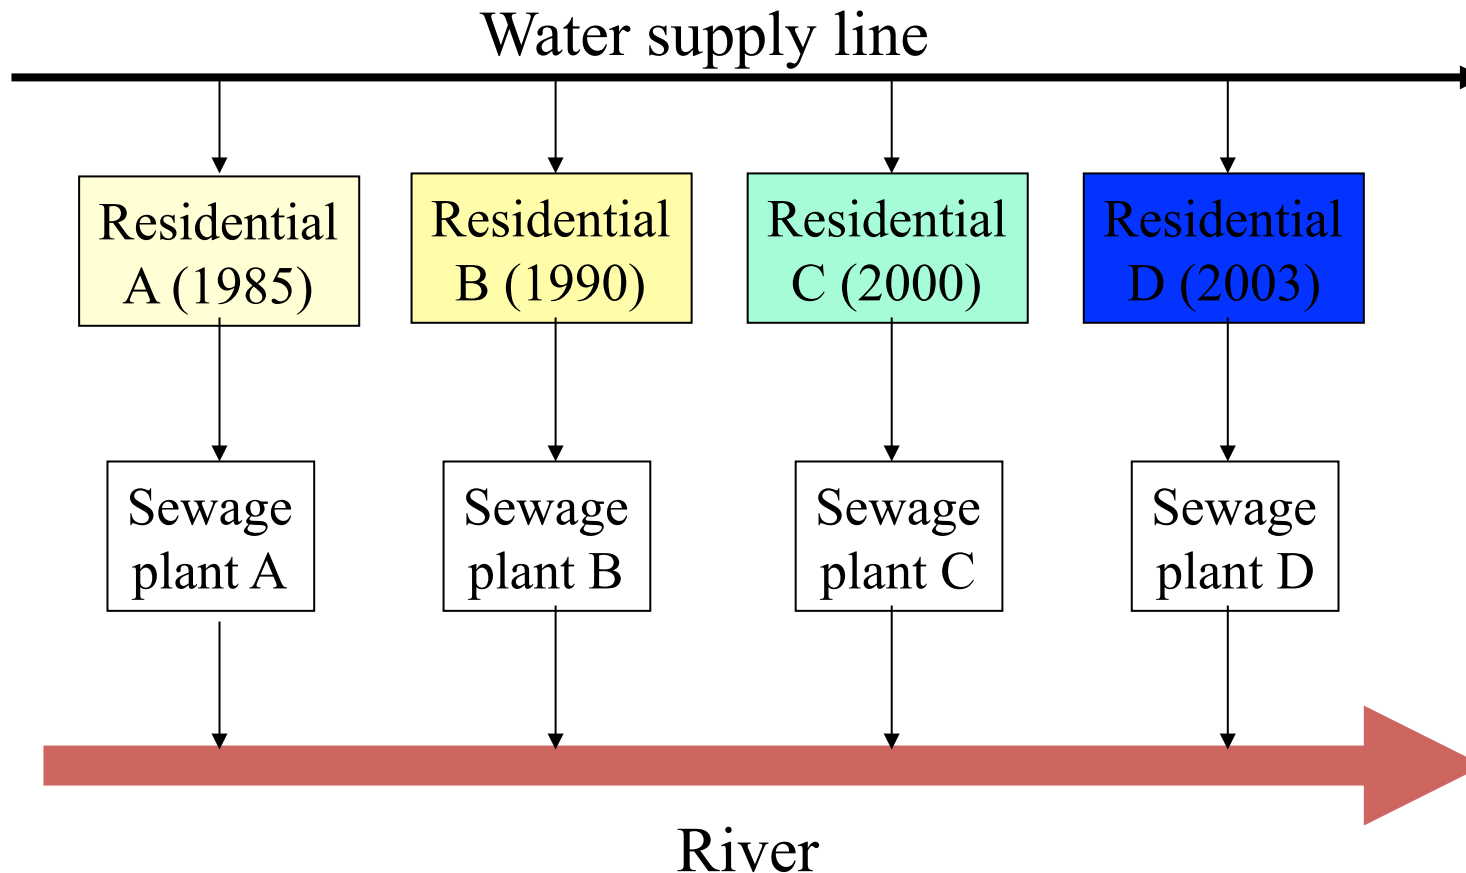 Water supply line
Residential
A (1985)
Residential
B (1990)
Residential
C (2000)
Residential
D (2003)
Sewage
plant A
Sewage
plant B
Sewage
plant C
Sewage
plant D
River